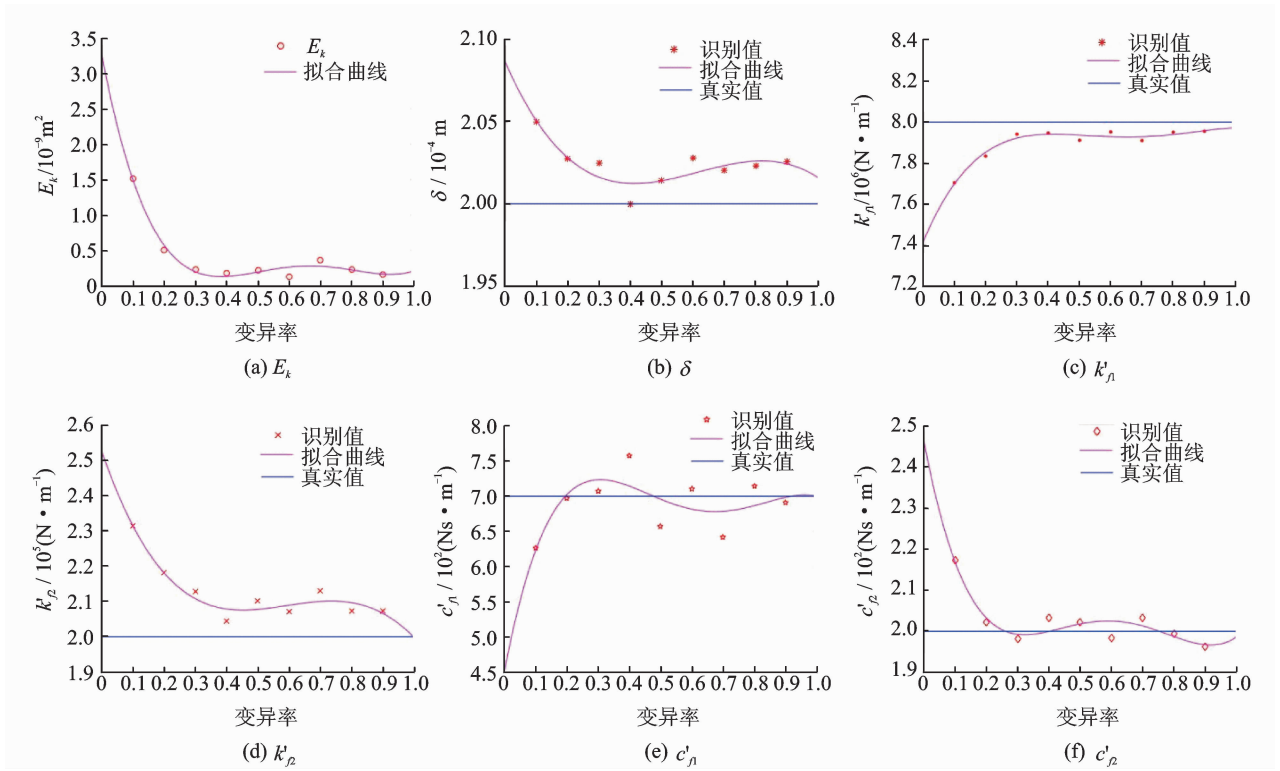 3.5
3.0
2.5
2.0
1.5
1.0
0.5
0
E_k/10⁻⁹m²
E_k
拟合曲线
0 0.1 0.2 0.3 0.4 0.5 0.6 0.7 0.8 0.9 1.0
变异率
(a) E_k
2.10
2.05
2.00
1.95
δ / 10⁻⁴ m
识别值
拟合曲线
真实值
0 0.1 0.2 0.3 0.4 0.5 0.6 0.7 0.8 0.9 1.0
变异率
(b) δ
8.4
8.2
8.0
7.8
7.6
7.4
7.2
k'_f1/10⁶(N • m⁻¹)
识别值
拟合曲线
真实值
0 0.1 0.2 0.3 0.4 0.5 0.6 0.7 0.8 0.9 1.0
变异率
(c) k'_f1
2.6
2.5
2.4
2.3
2.2
2.1
2.0
1.9
k'_f2 / 10⁵(N • m⁻¹)
识别值
拟合曲线
真实值
0 0.1 0.2 0.3 0.4 0.5 0.6 0.7 0.8 0.9 1.0
变异率
(d) k'_f2
8.0
7.5
7.0
6.5
6.0
5.5
5.0
4.5
c'_f1 / 10²(Ns • m⁻¹)
识别值
拟合曲线
真实值
0 0.1 0.2 0.3 0.4 0.5 0.6 0.7 0.8 0.9 1.0
变异率
(e) c'_f1
2.5
2.4
2.3
2.2
2.1
2.0
1.9
c'_f2 / 10²(Ns • m⁻¹)
识别值
拟合曲线
真实值
0 0.1 0.2 0.3 0.4 0.5 0.6 0.7 0.8 0.9 1.0
变异率
(f) c'_f2